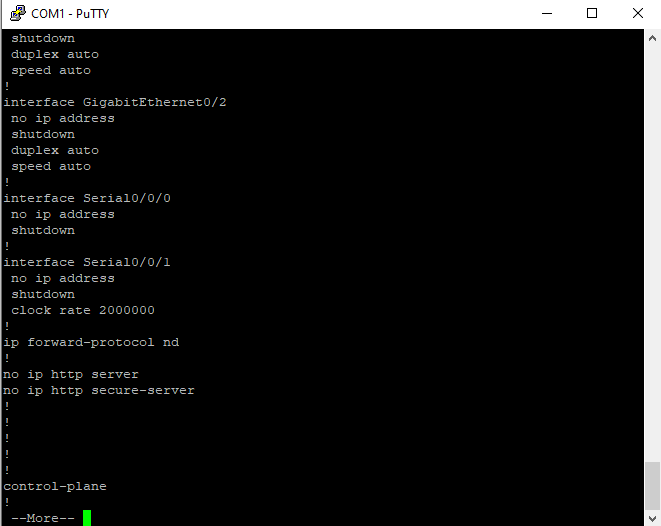 COM1 - PuTTY
shutdown
duplex auto
speed auto
!
interface GigabitEthernet0/2
no ip address
shutdown
duplex auto
speed auto
!
interface Serial0/0/0
no ip address
shutdown
!
interface Serial0/0/1
no ip address
shutdown
clock rate 2000000
!
ip forward-protocol nd
!
no ip http server
no ip http secure-server
!
!
!
!
!
control-plane
!
--More--